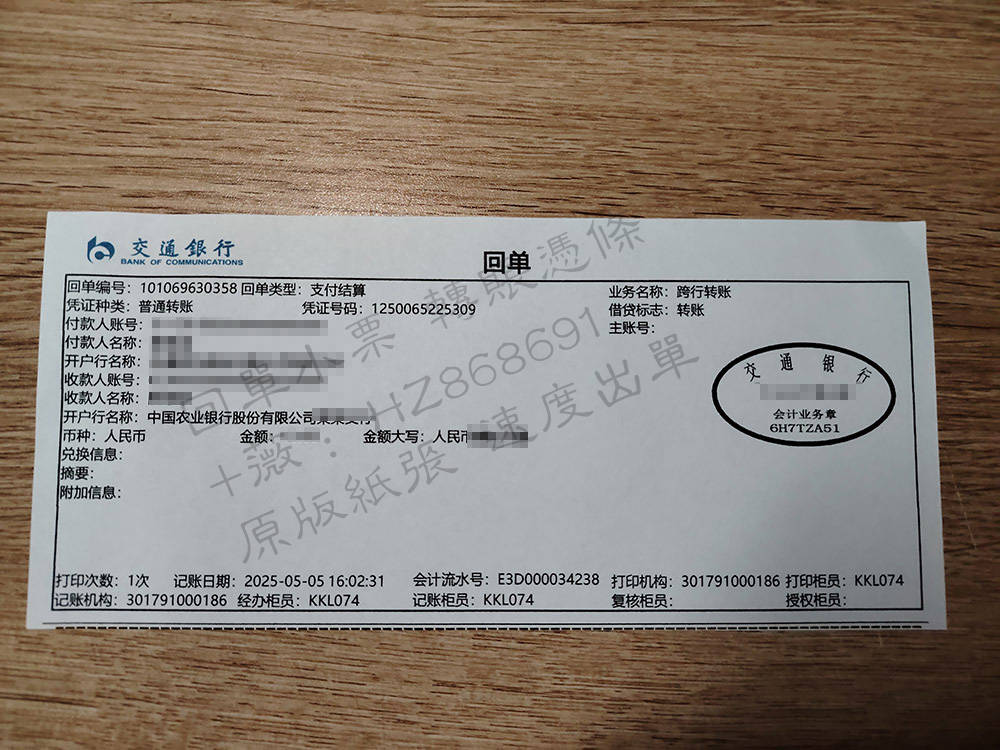 交通銀行
BANK OF COMMUNICATIONS
回单
回单编号：101069630358 回单类型：支付结算 业务名称：跨行转账
凭证种类：普通转账 凭证号码：1250065225309 借贷标志：转账
付款人账号： 主账号：
付款人名称：
开户行名称：
收款人账号：
收款人名称：
开户行名称：中国农业银行股份有限公司
币种：人民币 金额： 金额大写：人民币
兑换信息：
摘要：
附加信息：
交通银行
会计业务章
6H7TZA51
打印次数：1次 记账日期：2025-05-05 16:02:31 会计流水号：E3D000034238 打印机构：301791000186 打印柜员：KKL074
记账机构：301791000186 经办柜员：KKL074 记账柜员：KKL074 复核柜员： 授权柜员：
回單小票 轉賬憑條
+薇：HZ868691
原版紙張 速度出單